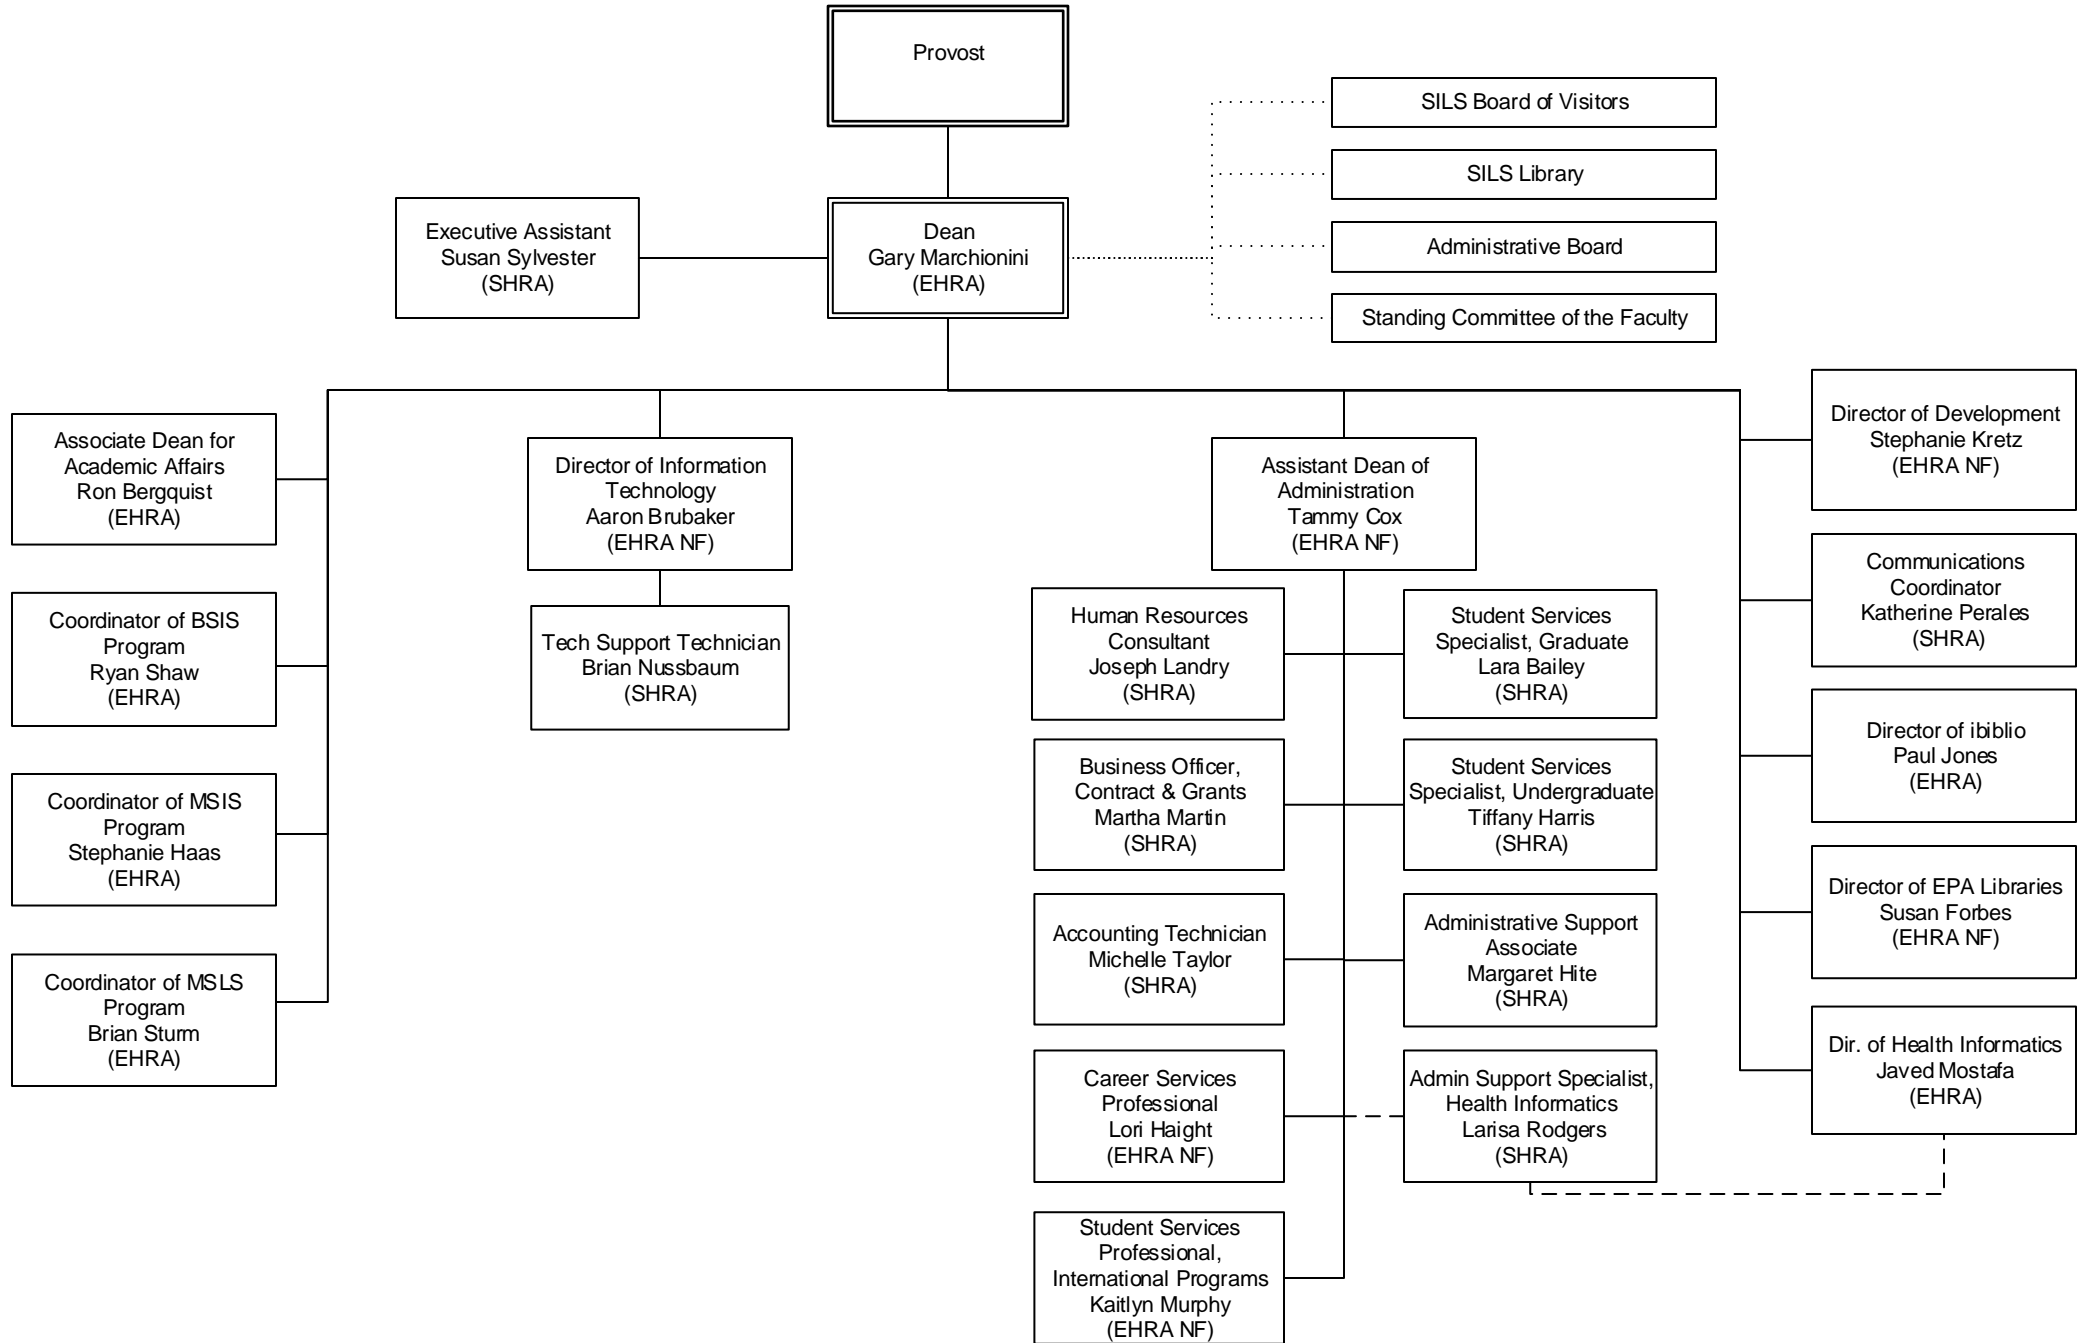 Provost
SILS Board of Visitors
SILS Library
Administrative Board
Standing Committee of the Faculty
Executive Assistant
Susan Sylvester
(SHRA)
Dean
Gary Marchionini
(EHRA)
Associate Dean for
Academic Affairs
Ron Bergquist
(EHRA)
Coordinator of BSIS
Program
Ryan Shaw
(EHRA)
Coordinator of MSIS
Program
Stephanie Haas
(EHRA)
Coordinator of MSLS
Program
Brian Sturm
(EHRA)
Director of Information
Technology
Aaron Brubaker
(EHRA NF)
Tech Support Technician
Brian Nussbaum
(SHRA)
Assistant Dean of
Administration
Tammy Cox
(EHRA NF)
Human Resources
Consultant
Joseph Landry
(SHRA)
Business Officer,
Contract & Grants
Martha Martin
(SHRA)
Accounting Technician
Michelle Taylor
(SHRA)
Career Services
Professional
Lori Haight
(EHRA NF)
Student Services
Professional,
International Programs
Kaitlyn Murphy
(EHRA NF)
Student Services
Specialist, Graduate
Lara Bailey
(SHRA)
Student Services
Specialist, Undergraduate
Tiffany Harris
(SHRA)
Administrative Support
Associate
Margaret Hite
(SHRA)
Admin Support Specialist,
Health Informatics
Larisa Rodgers
(SHRA)
Director of Development
Stephanie Kretz
(EHRA NF)
Communications
Coordinator
Katherine Perales
(SHRA)
Director of ibiblio
Paul Jones
(EHRA)
Director of EPA Libraries
Susan Forbes
(EHRA NF)
Dir. of Health Informatics
Javed Mostafa
(EHRA)